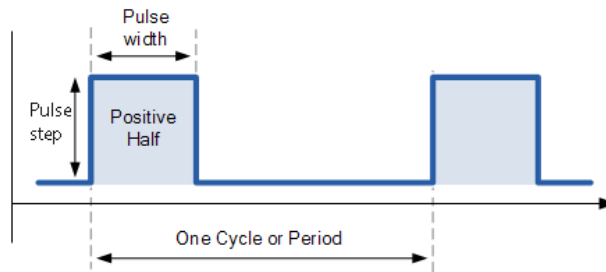 Pulse
width
Pulse
step
Positive
Half
One Cycle or Period